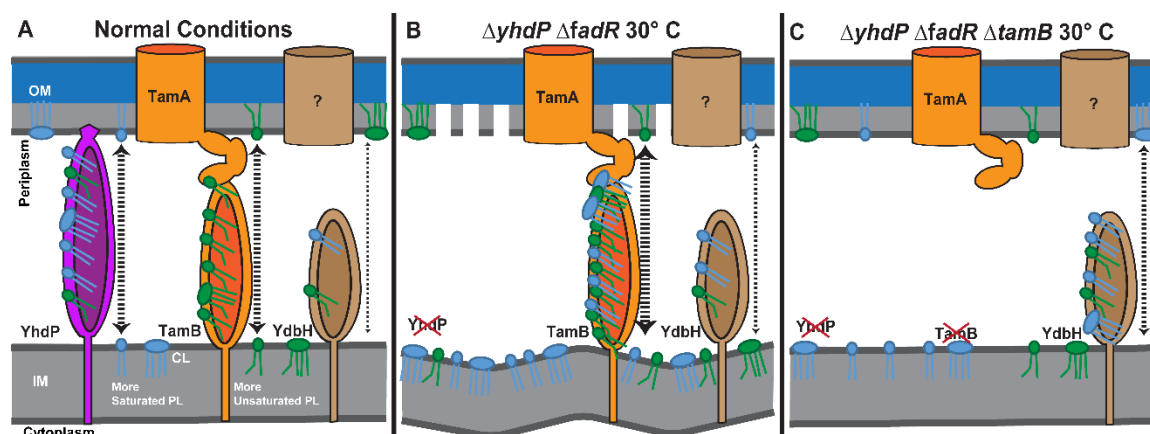 A Normal Conditions
OM
TamA
?
Periplasm
YhdP
TamB
YdbH
CL
IM
More
Saturated PL
More
Unsaturated PL
Cytoplasm
B ΔyhdP ΔfadR 30° C
TamA
?
YhdP
TamB
YdbH
C ΔyhdP ΔfadR ΔtamB 30° C
TamA
?
YhdP
TamB
YdbH